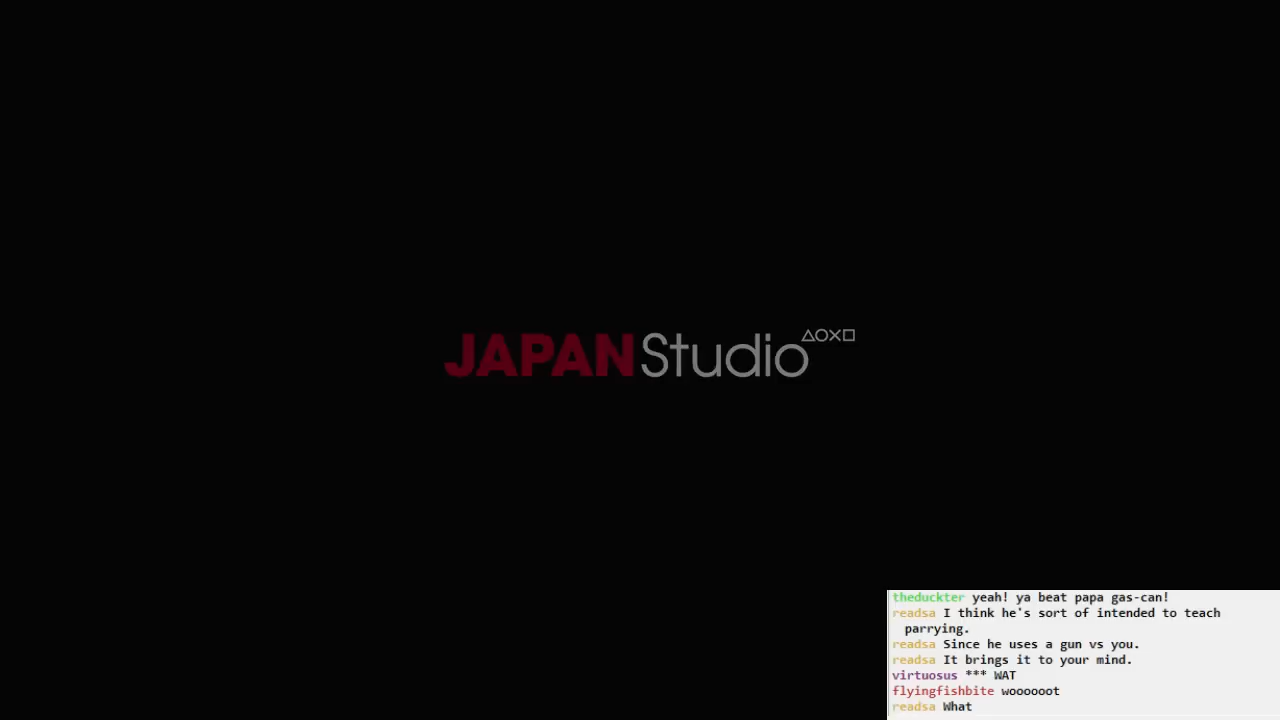 JAPAN Studio
theduckter yeah! ya beat papa gas-can!
readsa I think he's sort of intended to teach
parrying.
readsa Since he uses a gun vs you.
readsa It brings it to your mind.
virtuosus *** WAT
flyingfishbite woooooot
readsa What